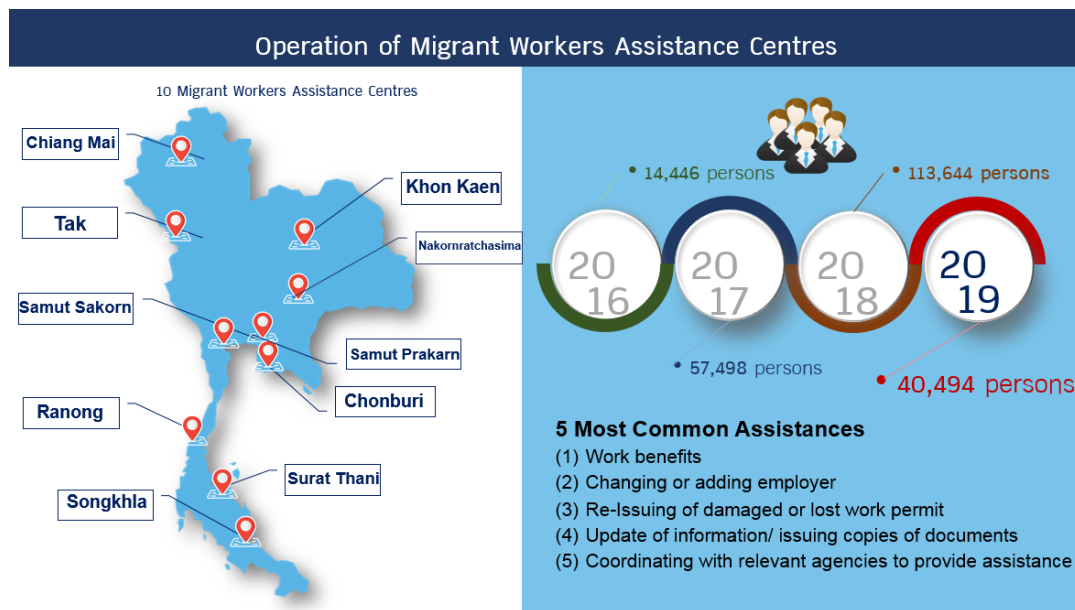 Operation of Migrant Workers Assistance Centres
10 Migrant Workers Assistance Centres
Chiang Mai
Khon Kaen
Tak
Nakornratchasima
Samut Sakorn
Samut Prakarn
Chonburi
Ranong
Surat Thani
Songkhla
14,446 persons
113,644 persons
20
16
20
17
20
18
20
19
57,498 persons
40,494 persons
5 Most Common Assistances
(1) Work benefits
(2) Changing or adding employer
(3) Re-Issuing of damaged or lost work permit
(4) Update of information/ issuing copies of documents
(5) Coordinating with relevant agencies to provide assistance